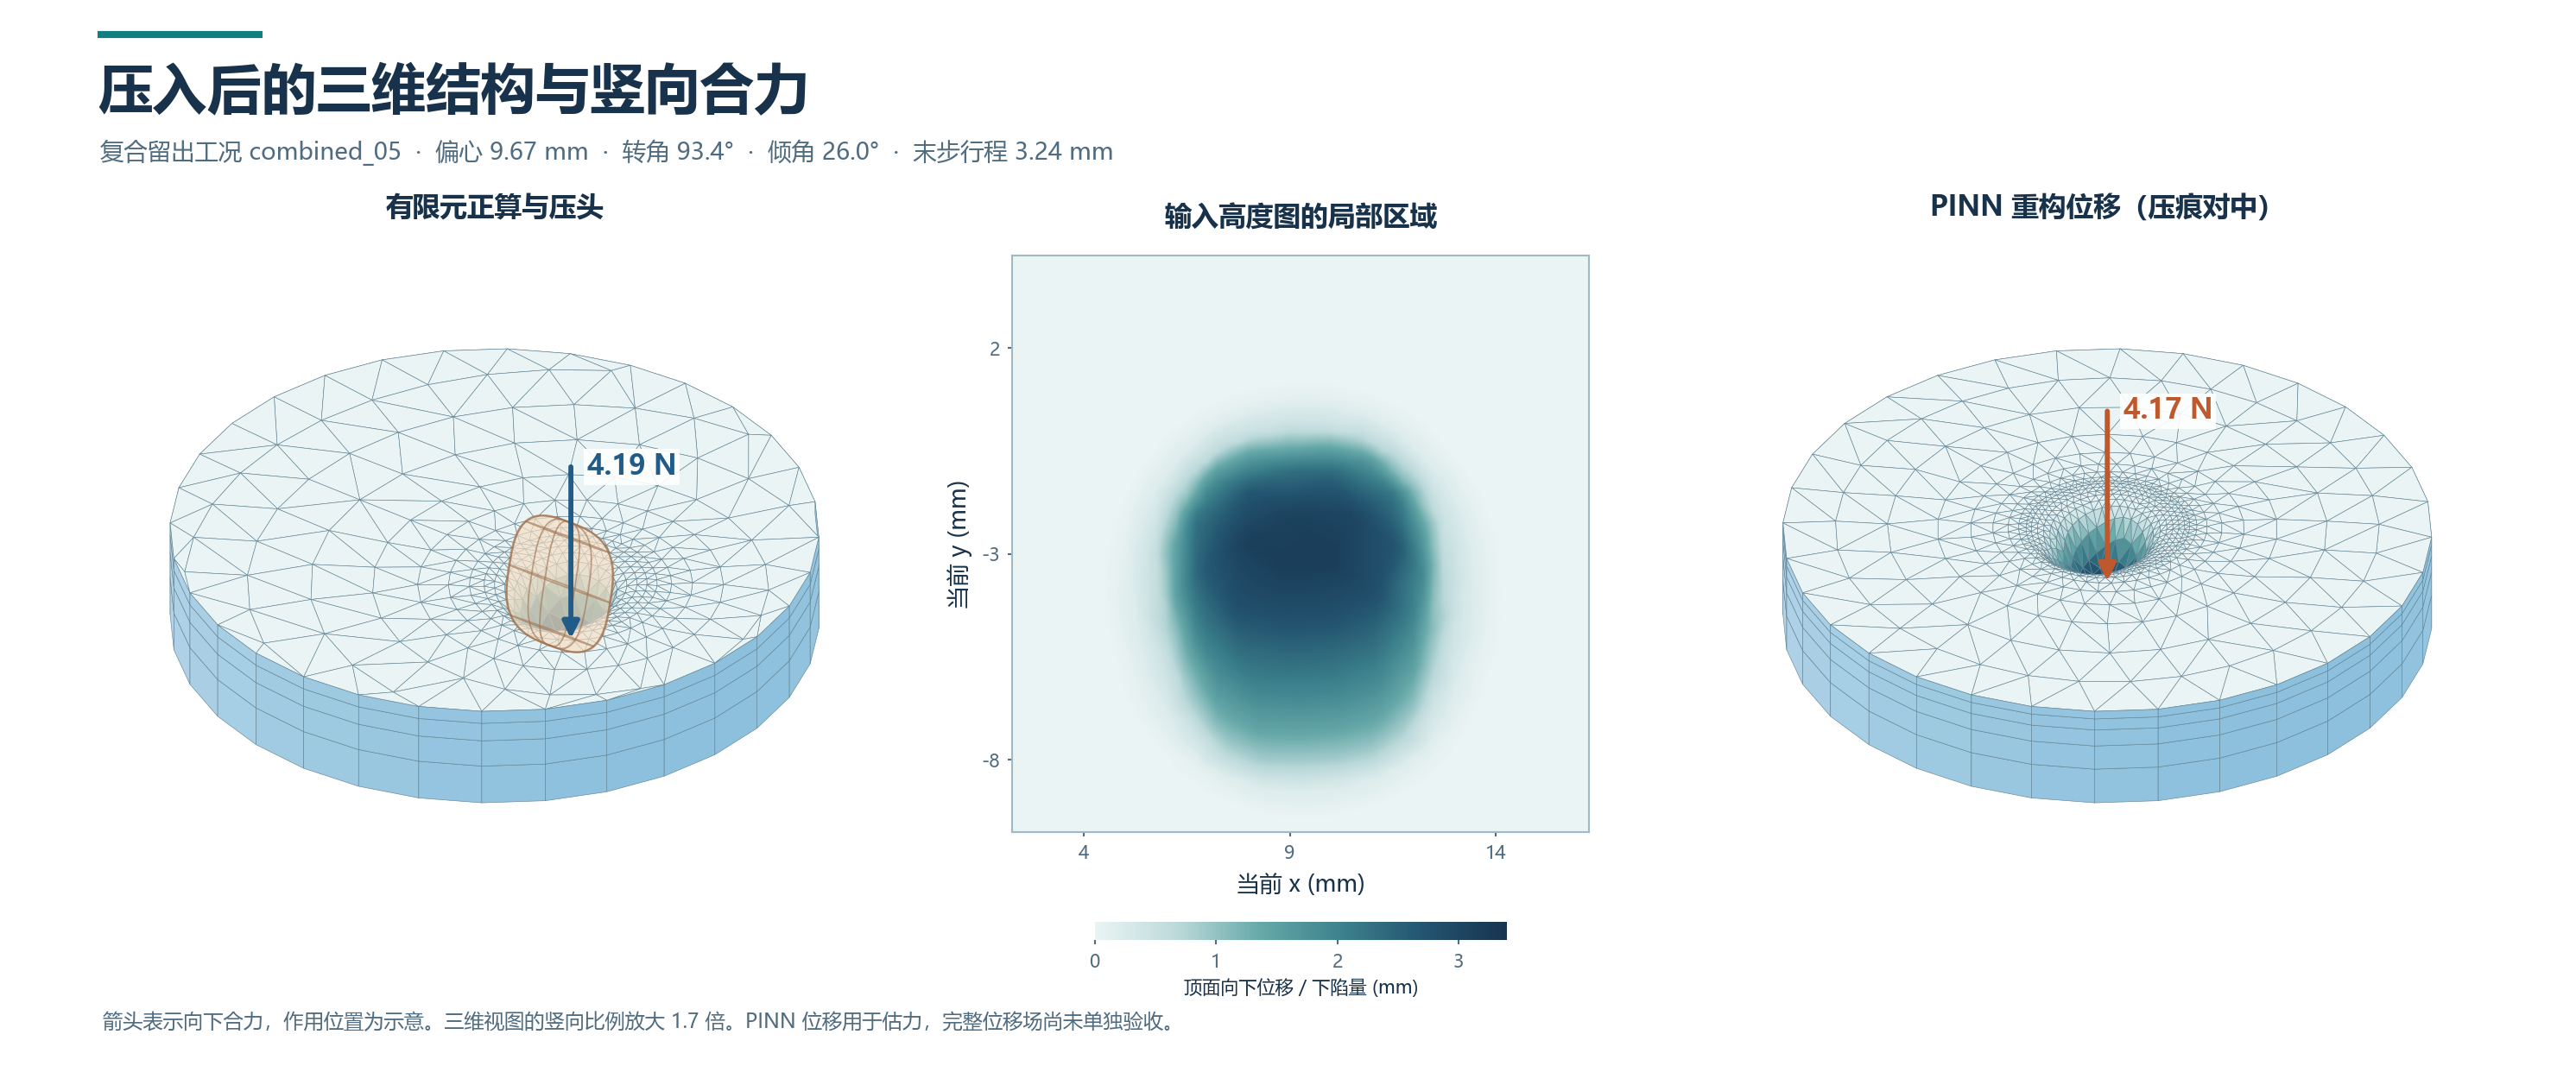 压入后的三维结构与竖向合力
复合留出工况 combined_05 · 偏心 9.67 mm · 转角 93.4° · 倾角 26.0° · 末步行程 3.24 mm
有限元正算与压头
4.19 N
输入高度图的局部区域
2
-3
-8
当前 y (mm)
4 9 14
当前 x (mm)
0 1 2 3
顶面向下位移 / 下陷量 (mm)
PINN 重构位移（压痕对中）
4.17 N
箭头表示向下合力，作用位置为示意。三维视图的竖向比例放大 1.7 倍。PINN 位移用于估力，完整位移场尚未单独验收。